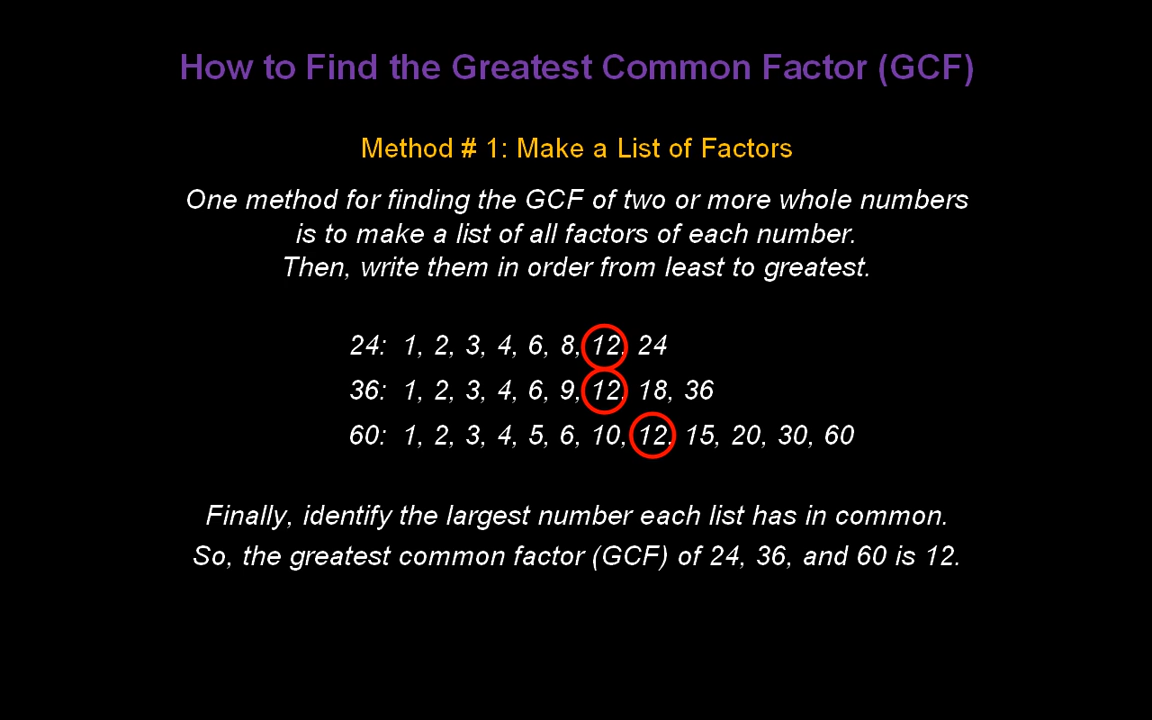 How to Find the Greatest Common Factor (GCF)
Method # 1: Make a List of Factors
One method for finding the GCF of two or more whole numbers
is to make a list of all factors of each number.
Then, write them in order from least to greatest.
24: 1, 2, 3, 4, 6, 8, 12, 24
36: 1, 2, 3, 4, 6, 9, 12, 18, 36
60: 1, 2, 3, 4, 5, 6, 10, 12, 15, 20, 30, 60
Finally, identify the largest number each list has in common.
So, the greatest common factor (GCF) of 24, 36, and 60 is 12.